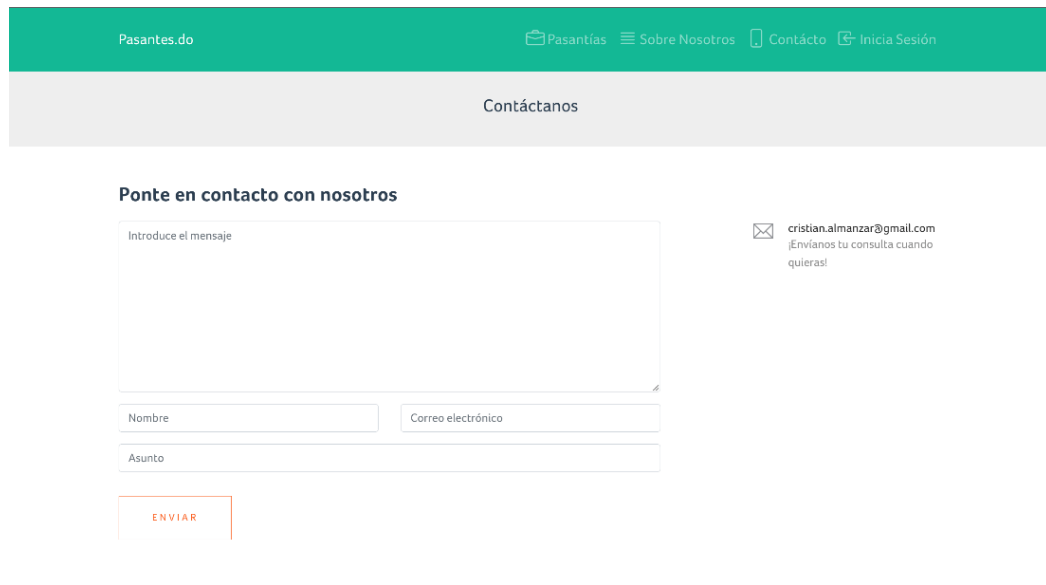 Pasantes.do
Pasantías Sobre Nosotros Contácto Inicia Sesión
Contáctanos
Ponte en contacto con nosotros
Introduce el mensaje
cristian.almanzar@gmail.com
¡Envíanos tu consulta cuando
quieras!
Nombre
Correo electrónico
Asunto
ENVIAR